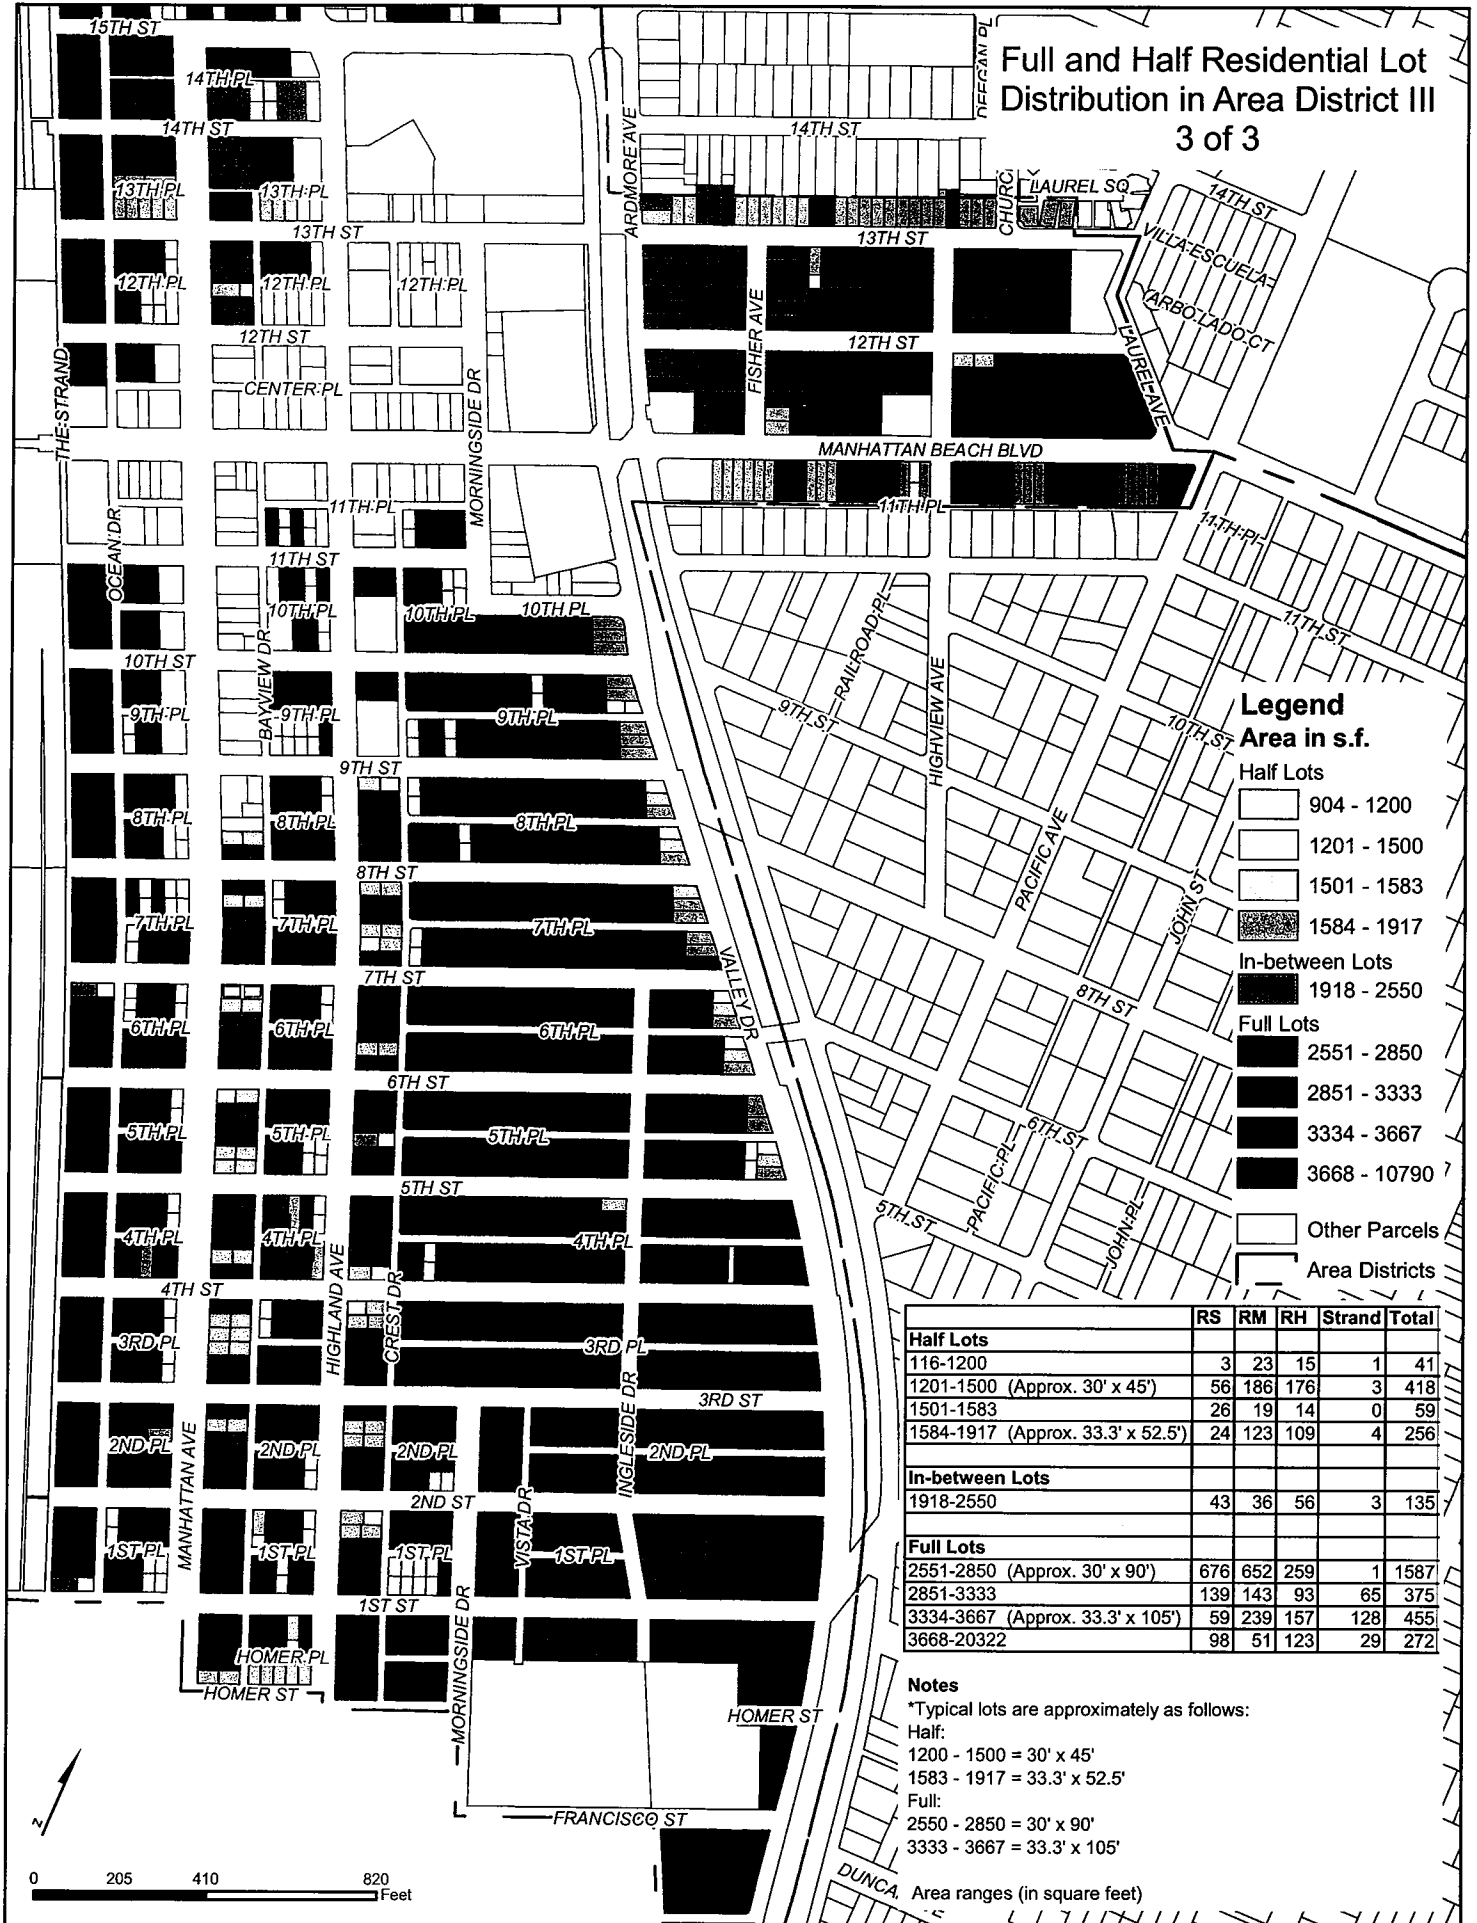 Full and Half Residential Lot
Distribution in Area District III
3 of 3
15TH ST
14TH PL
14TH ST
13TH PL
13TH PL
13TH ST
12TH PL
12TH PL
12TH PL
12TH ST
CENTER PL
THE STRAND
OCEAN DR
MORNINGSIDE DR
ARDMORE AVE
14TH ST
CHURCH
LAUREL SQ
14TH ST
13TH ST
VILLA ESCUELA
ARBOLADO CT
FISHER AVE
12TH ST
LAUREL AVE
MANHATTAN BEACH BLVD
11TH PL
11TH PL
11TH PL
11TH ST
11TH ST
10TH PL
10TH PL
10TH PL
10TH ST
BAYVIEW DR
RAILROAD PL
HIGHVIEW AVE
9TH PL
9TH PL
9TH PL
9TH ST
10TH ST
9TH ST
8TH PL
8TH PL
8TH PL
8TH ST
PACIFIC AVE
JOHN ST
7TH PL
7TH PL
7TH PL
7TH ST
VALLEY DR
8TH ST
6TH PL
6TH PL
6TH PL
6TH ST
6TH ST
5TH PL
5TH PL
5TH PL
5TH ST
PACIFIC PL
JOHN PL
5TH ST
4TH PL
4TH PL
4TH PL
4TH ST
HIGHLAND AVE
CREST DR
3RD PL
3RD PL
3RD ST
INGLESIDE DR
MANHATTAN AVE
2ND PL
2ND PL
2ND PL
2ND PL
2ND ST
VISTA DR
1ST PL
1ST PL
1ST PL
1ST PL
1ST ST
MORNINGSIDE DR
HOMER PL
HOMER ST
HOMER ST
FRANCISCO ST
DUNCA
Legend
Area in s.f.
Half Lots
904 - 1200
1201 - 1500
1501 - 1583
1584 - 1917
In-between Lots
1918 - 2550
Full Lots
2551 - 2850
2851 - 3333
3334 - 3667
3668 - 10790
Other Parcels
Area Districts
RS RM RH Strand Total
Half Lots
116-1200 3 23 15 1 41
1201-1500 (Approx. 30' x 45') 56 186 176 3 418
1501-1583 26 19 14 0 59
1584-1917 (Approx. 33.3' x 52.5') 24 123 109 4 256
In-between Lots
1918-2550 43 36 56 3 135
Full Lots
2551-2850 (Approx. 30' x 90') 676 652 259 1 1587
2851-3333 139 143 93 65 375
3334-3667 (Approx. 33.3' x 105') 59 239 157 128 455
3668-20322 98 51 123 29 272
Notes
*Typical lots are approximately as follows:
Half:
1200 - 1500 = 30' x 45'
1583 - 1917 = 33.3' x 52.5'
Full:
2550 - 2850 = 30' x 90'
3333 - 3667 = 33.3' x 105'
Area ranges (in square feet)
N
0 205 410 820
Feet